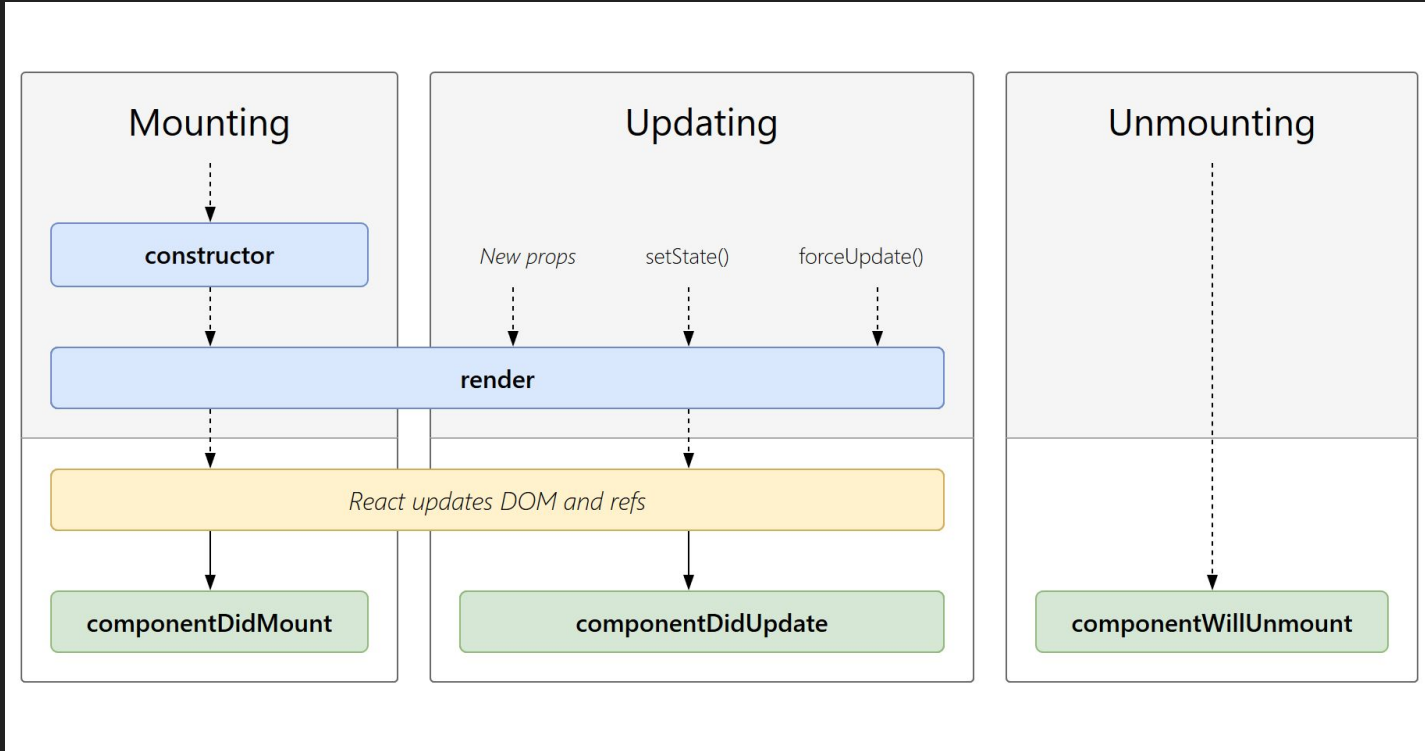 Mounting
Updating
Unmounting
constructor
New props
setState()
forceUpdate()
render
React updates DOM and refs
componentDidMount
componentDidUpdate
componentWillUnmount